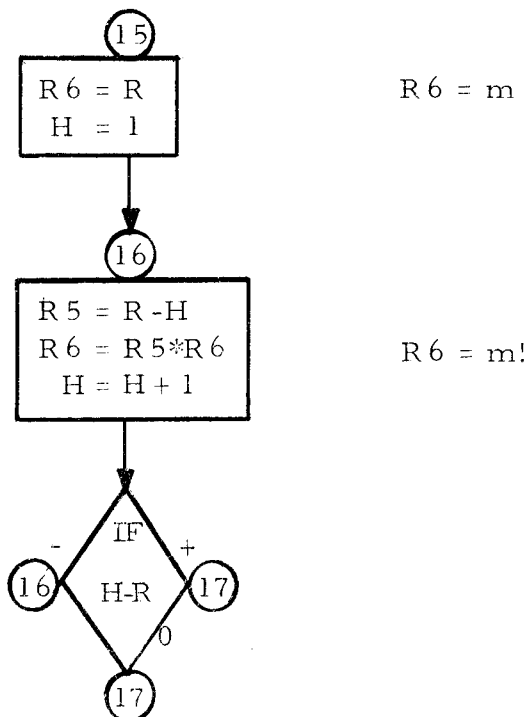 15
R6 = R
H = 1
R6 = m
16
R5 = R-H
R6 = R5*R6
H = H + 1
R6 = m!
IF
- +
16 H-R 17
0
17